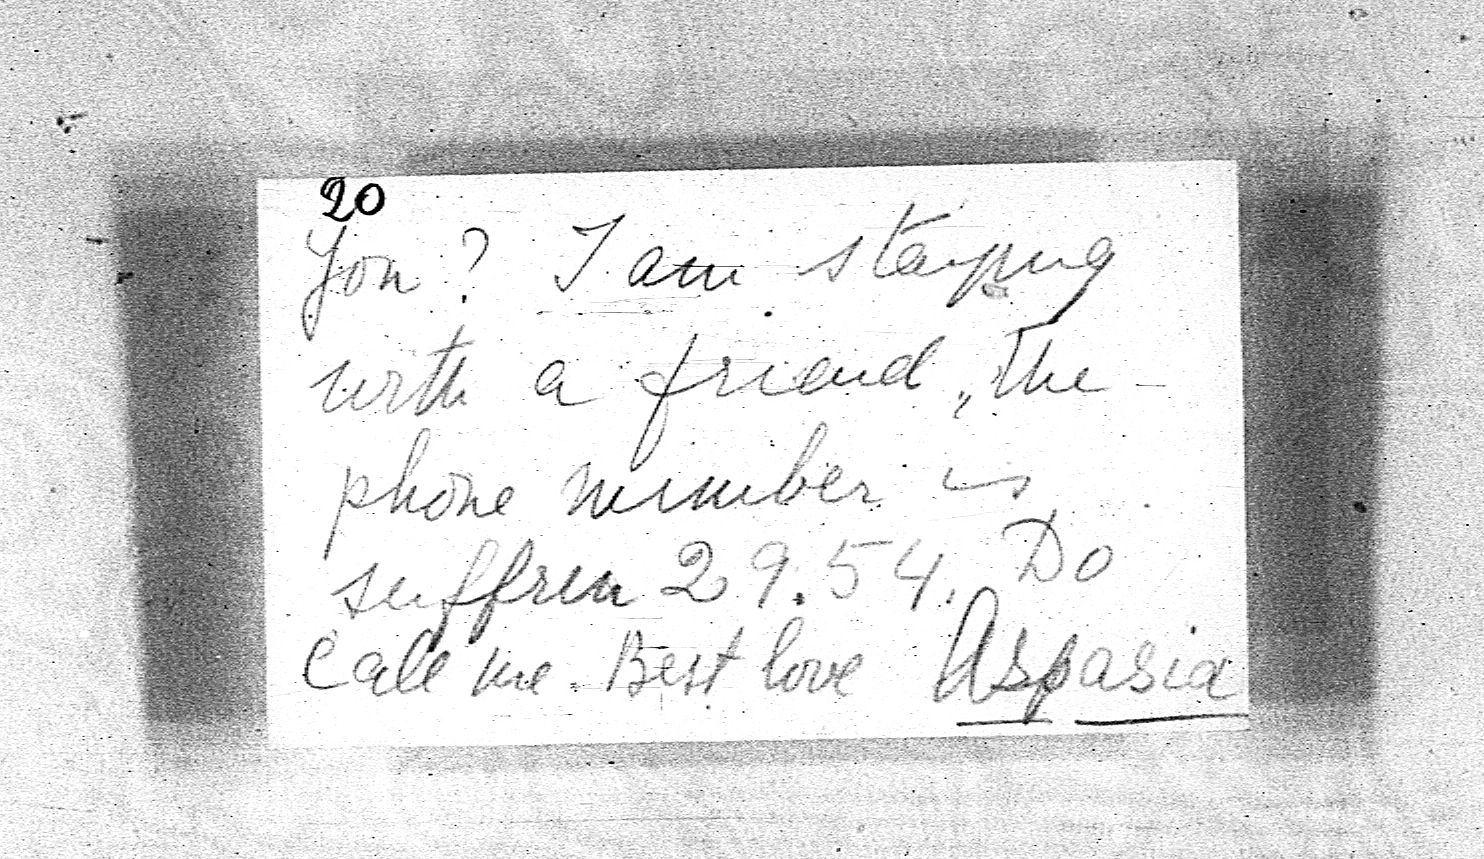 20
you? I am staying
with a friend, the
phone number is
suffren 29.54. Do
call me. Best love Aspasia